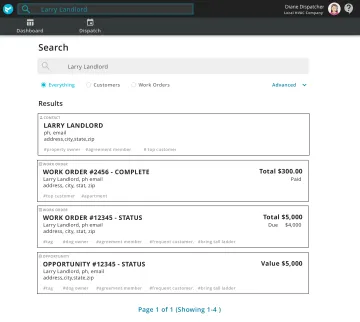 Larry Landlord
Diane Dispatcher
Local HVAC Company
Dashboard
Dispatch
Search
Larry Landlord
Everything
Customers
Work Orders
Advanced
Results
CONTACT
LARRY LANDLORD
ph, email
address,city,state,zip
#property owner #agreement member # top customer
WORK ORDER
WORK ORDER #2456 - COMPLETE
Total $300.00
Larry Landlord, ph email
Paid
address, city, stat, zip
#top customer #apartment
WORK ORDER
WORK ORDER #12345 - STATUS
Total $5,000
Larry Landlord, ph email
Due $4,000
address, city, stat, zip
#tag #dog owner #agreement member #frequent customer, #bring tall ladder
OPPORTUNITY
OPPORTUNITY #12345 - STATUS
Value $5,000
Larry Landlord, ph, email
address,city,state,zip
#tag #dog owner #agreement member #frequent customer, #bring tall ladder
Page 1 of 1 (Showing 1-4 )